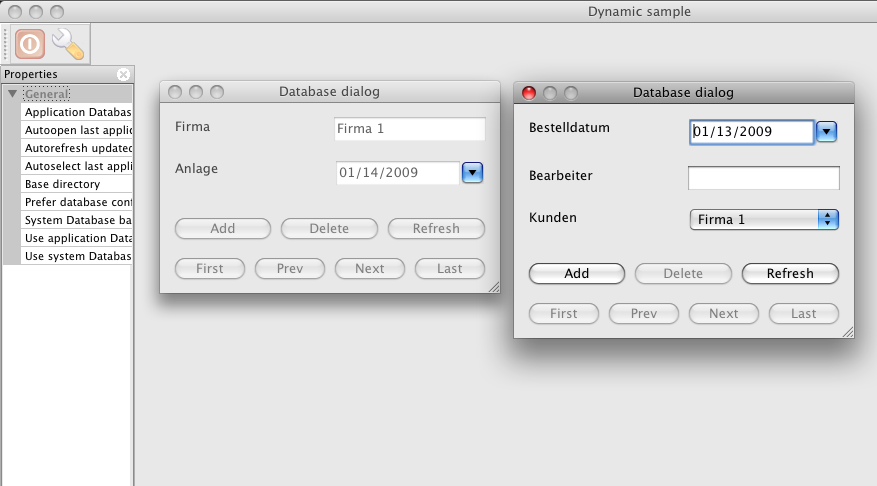 Dynamic sample
Properties
General
Application Databas
Autoopen last applic
Autorefresh updated
Autoselect last appli
Base directory
Prefer database conf
System Database ba
Use application Data
Use system Databas
Database dialog
Firma Firma 1
Anlage 01/14/2009
Add Delete Refresh
First Prev Next Last
Database dialog
Bestelldatum 01/13/2009
Bearbeiter
Kunden Firma 1
Add Delete Refresh
First Prev Next Last